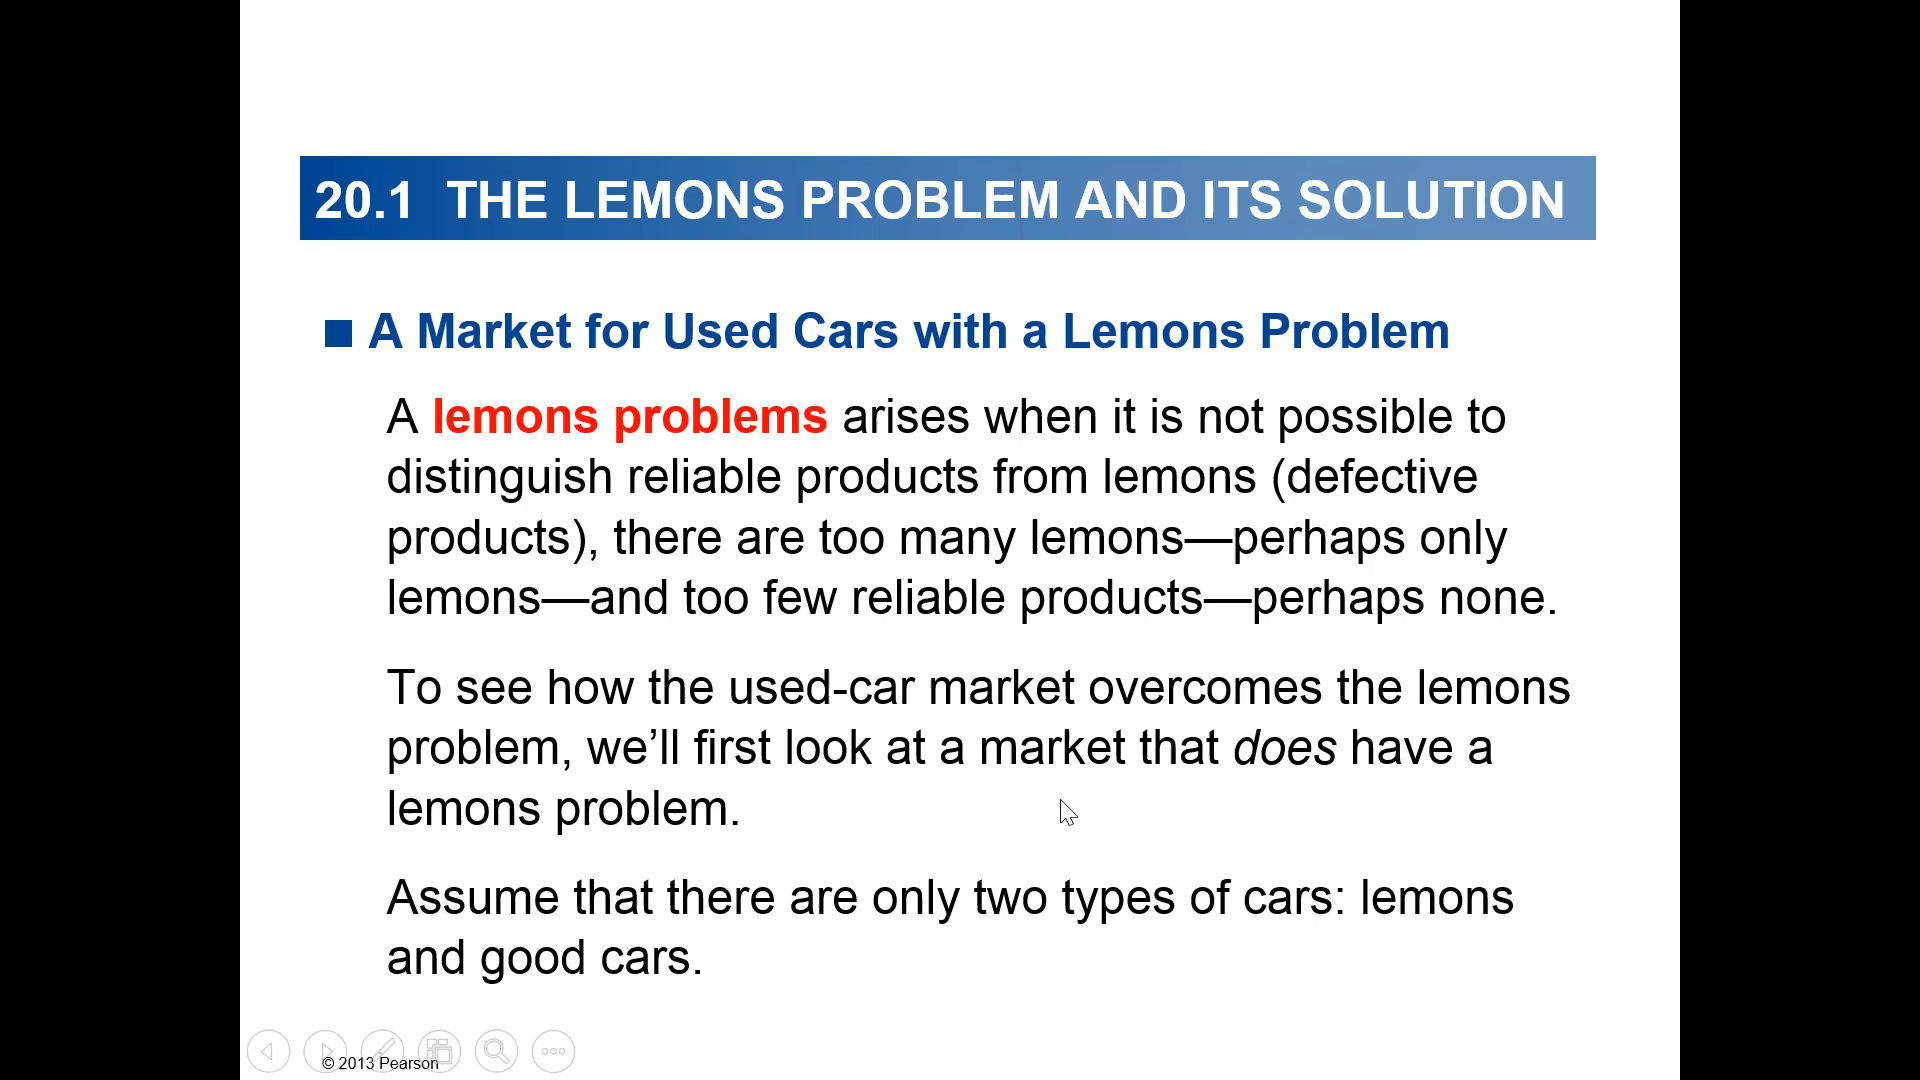 20.1 THE LEMONS PROBLEM AND ITS SOLUTION
A Market for Used Cars with a Lemons Problem
A lemons problems arises when it is not possible to
distinguish reliable products from lemons (defective
products), there are too many lemons—perhaps only
lemons—and too few reliable products—perhaps none.
To see how the used-car market overcomes the lemons
problem, we’ll first look at a market that does have a
lemons problem.
Assume that there are only two types of cars: lemons
and good cars.
© 2013 Pearson